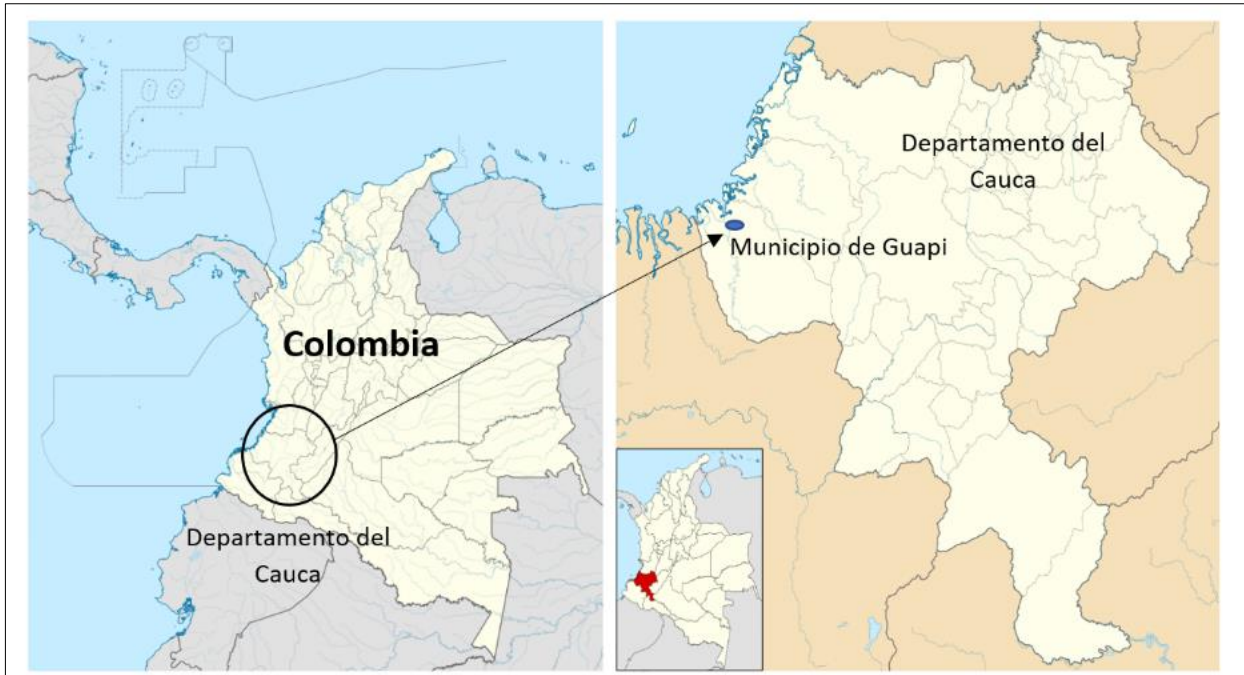 Colombia
Departamento del
Cauca
Departamento del
Cauca
Municipio de Guapi